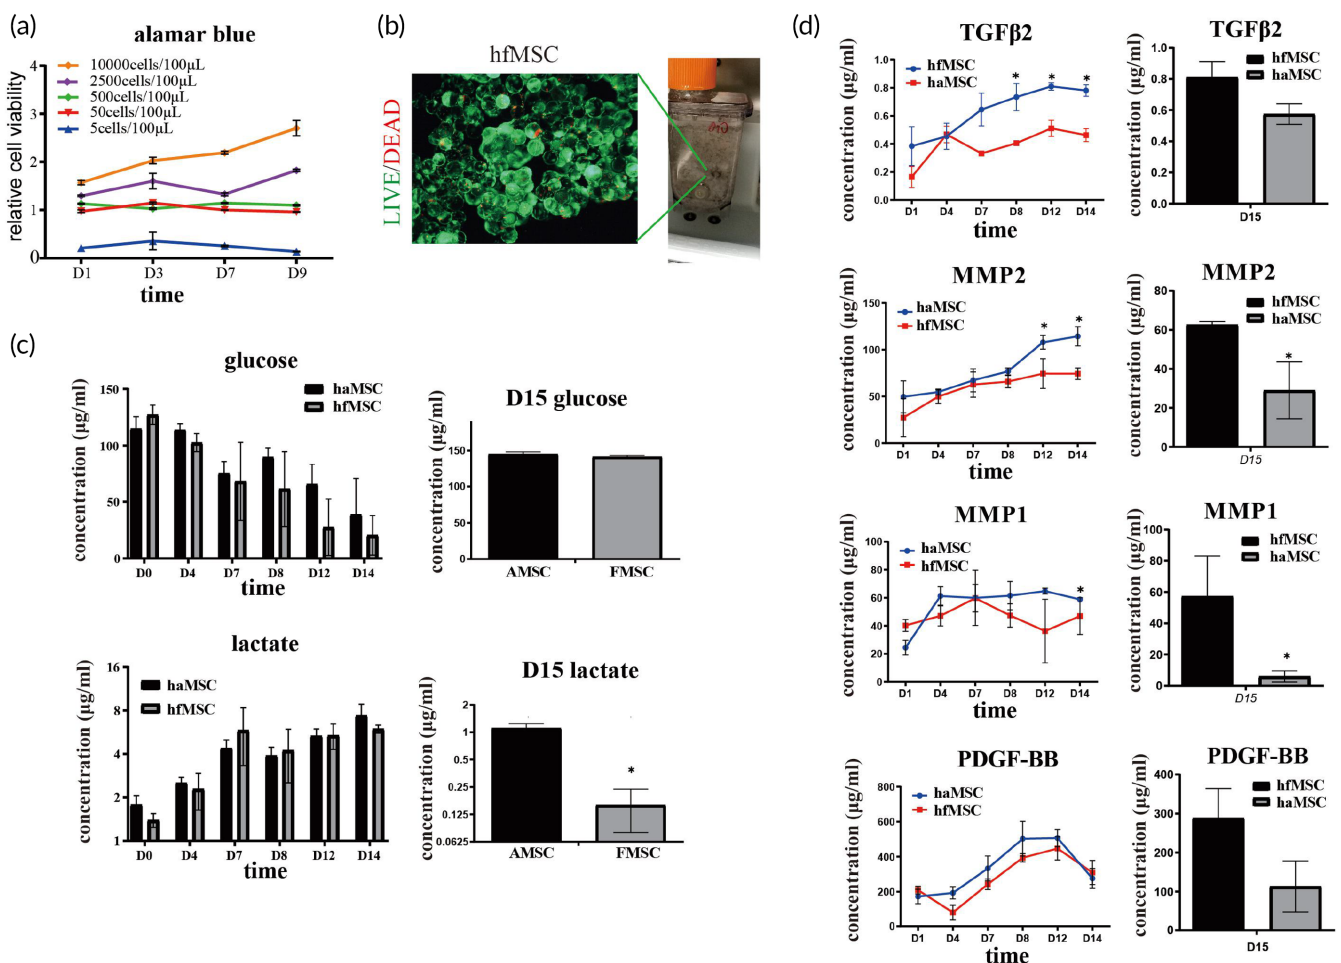 (a)
alamar blue
10000cells/100μL
2500cells/100μL
500cells/100μL
50cells/100μL
5cells/100μL
relative cell viability
4
3
2
1
0
D1 D3 D7 D9
time
(b)
hfMSC
LIVE/DEAD
(c)
glucose
haMSC
hfMSC
concentration (μg/ml)
150
100
50
0
D0 D4 D7 D8 D12 D14
time
D15 glucose
concentration (μg/ml)
150
100
150
0
AMSC FMSC
lactate
haMSC
hfMSC
concentration (μg/ml)
16
8
4
2
1
D0 D4 D7 D8 D12 D14
time
D15 lactate
concentration (μg/ml)
2
1
0.5
0.25
0.125
0.0625
*
AMSC FMSC
(d)
TGFβ2
hfMSC
haMSC
concentration (μg/ml)
1.0
0.8
0.6
0.4
0.2
0.0
* * *
D1 D4 D7 D8 D12 D14
time
TGFβ2
hfMSC
haMSC
concentration (μg/ml)
1.0
0.8
0.6
0.4
0.2
0.0
D15
MMP2
haMSC
hfMSC
concentration (μg/ml)
150
100
50
0
* *
D1 D4 D7 D8 D12 D14
time
MMP2
hfMSC
haMSC
concentration (μg/ml)
80
60
40
20
0
*
D15
MMP1
haMSC
hfMSC
concentration (μg/ml)
100
80
60
40
20
0
*
D1 D4 D7 D8 D12 D14
time
MMP1
hfMSC
haMSC
concentration (μg/ml)
100
80
60
40
20
0
*
D15
PDGF-BB
haMSC
hfMSC
concentration (μg/ml)
800
600
400
200
0
D1 D4 D7 D8 D12 D14
time
PDGF-BB
hfMSC
haMSC
concentration (μg/ml)
400
300
200
100
0
D15